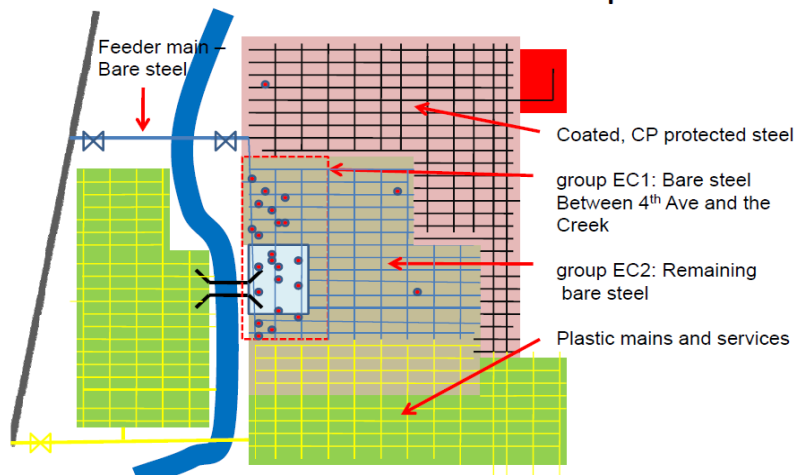 Feeder main –
Bare steel
Coated, CP protected steel
group EC1: Bare steel
Between 4th Ave and the
Creek
group EC2: Remaining
bare steel
Plastic mains and services